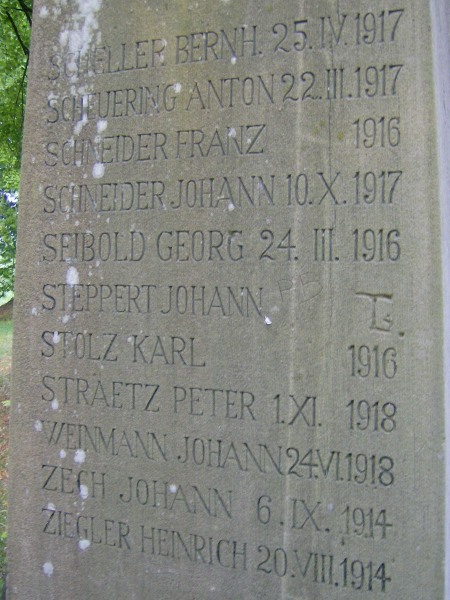 SCHELLER BERNH. 25. IV. 1917
SCHEUERING ANTON 22. III. 1917
SCHNEIDER FRANZ 1916
SCHNEIDER JOHANN 10. X. 1917
SEIBOLD GEORG 24. III. 1916
STEPPERT JOHANN
STOLZ KARL 1916
STRAETZ PETER 1. XI. 1918
WEINMANN JOHANN 24. VI. 1918
ZECH JOHANN 6. IX. 1914
ZIEGLER HEINRICH 20. VIII. 1914